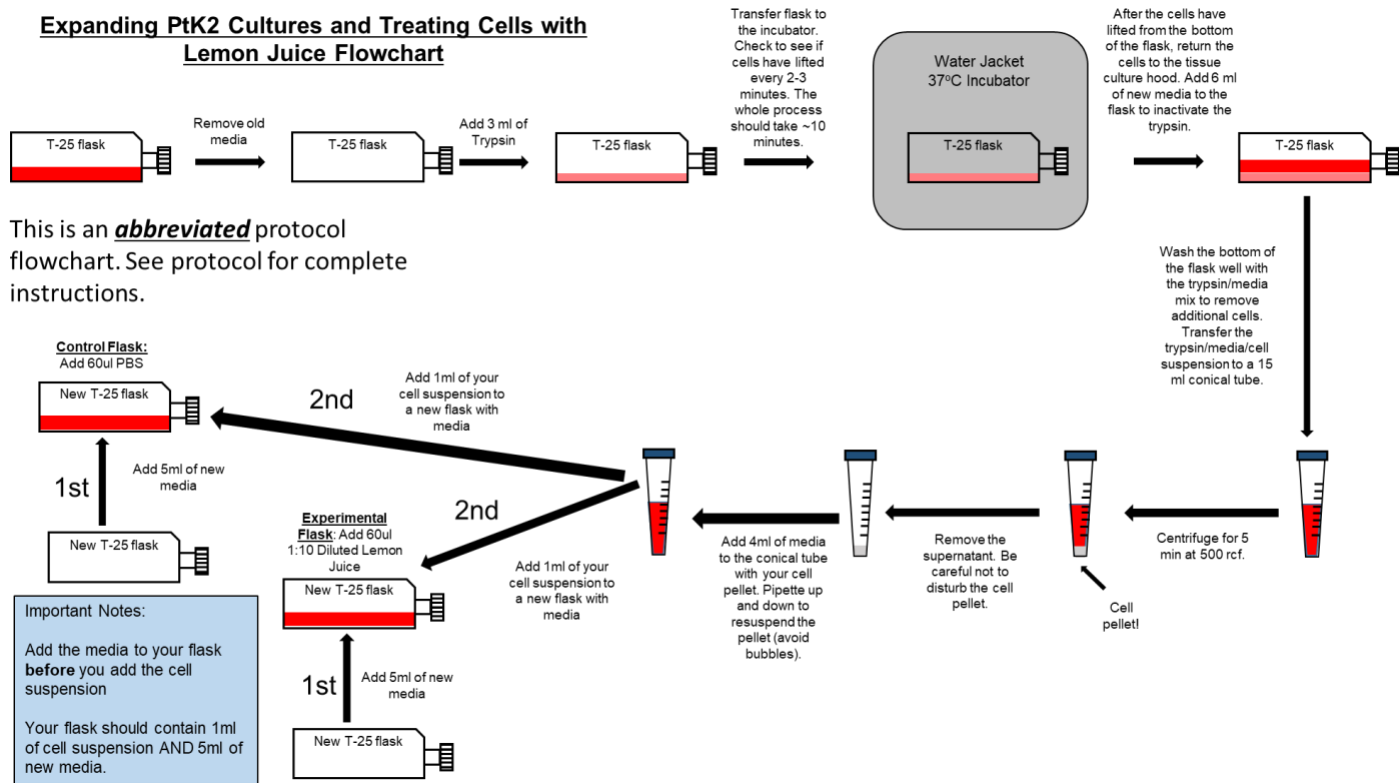 Expanding PtK2 Cultures and Treating Cells with
Lemon Juice Flowchart
T-25 flask
Remove old
media
T-25 flask
Add 3 ml of
Trypsin
T-25 flask
Transfer flask to
the incubator.
Check to see if
cells have lifted
every 2-3
minutes. The
whole process
should take ~10
minutes.
Water Jacket
37°C Incubator
T-25 flask
After the cells have
lifted from the bottom
of the flask, return the
cells to the tissue
culture hood. Add 6 ml
of new media to the
flask to inactivate the
trypsin.
T-25 flask
This is an abbreviated protocol
flowchart. See protocol for complete
instructions.
Wash the bottom of
the flask well with
the trypsin/media
mix to remove
additional cells.
Transfer the
trypsin/media/cell
suspension to a 15
ml conical tube.
Centrifuge for 5
min at 500 rcf.
Cell
pellet!
Remove the
supernatant. Be
careful not to
disturb the cell
pellet.
Add 4ml of media
to the conical tube
with your cell
pellet. Pipette up
and down to
resuspend the
pellet (avoid
bubbles).
Control Flask:
Add 60ul PBS
New T-25 flask
2nd
Add 1ml of your
cell suspension to
a new flask with
media
1st
Add 5ml of new
media
New T-25 flask
Experimental
Flask: Add 60ul
1:10 Diluted Lemon
Juice
New T-25 flask
2nd
Add 1ml of your
cell suspension to
a new flask with
media
1st
Add 5ml of new
media
New T-25 flask
Important Notes:
Add the media to your flask
before you add the cell
suspension
Your flask should contain 1ml
of cell suspension AND 5ml of
new media.